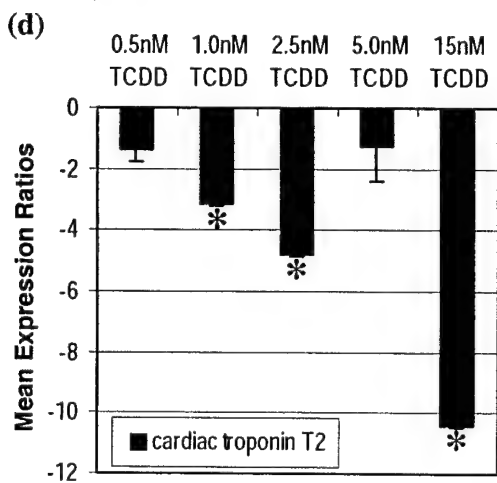 (d)
0.5nM 1.0nM 2.5nM 5.0nM 15nM
TCDD TCDD TCDD TCDD TCDD
0
-2
-4
-6
-8
-10
-12
Mean Expression Ratios
*
*
*
cardiac troponin T2